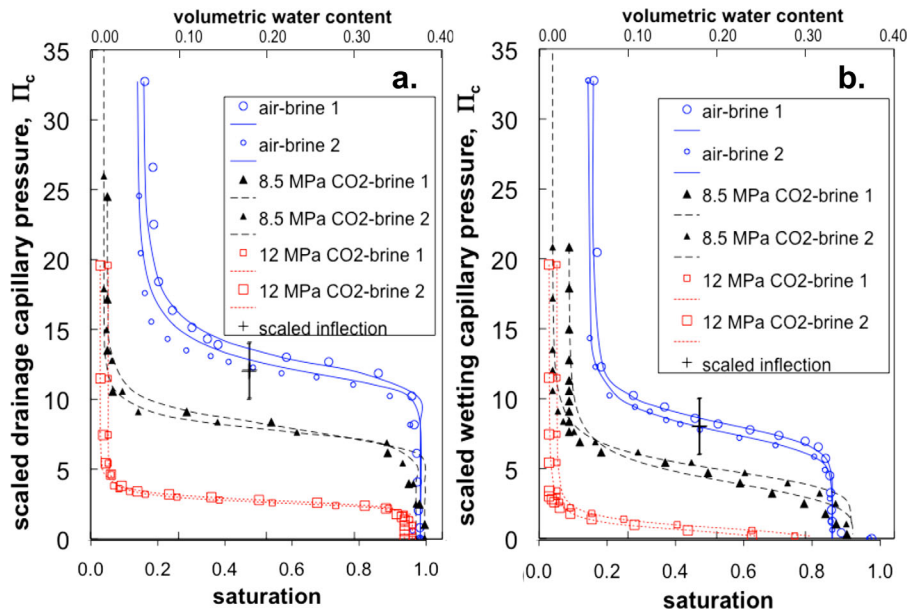 volumetric water content
0.00 0.10 0.20 0.30 0.40
35
30
25
20
15
10
5
0
scaled drainage capillary pressure, Π_c
a.
air-brine 1
air-brine 2
8.5 MPa CO2-brine 1
8.5 MPa CO2-brine 2
12 MPa CO2-brine 1
12 MPa CO2-brine 2
scaled inflection
0.0 0.2 0.4 0.6 0.8 1.0
saturation
volumetric water content
0.00 0.10 0.20 0.30 0.40
35
30
25
20
15
10
5
0
scaled wetting capillary pressure, Π_c
b.
air-brine 1
air-brine 2
8.5 MPa CO2-brine 1
8.5 MPa CO2-brine 2
12 MPa CO2-brine 1
12 MPa CO2-brine 2
scaled inflection
.0 0.2 0.4 0.6 0.8 1.0
saturation